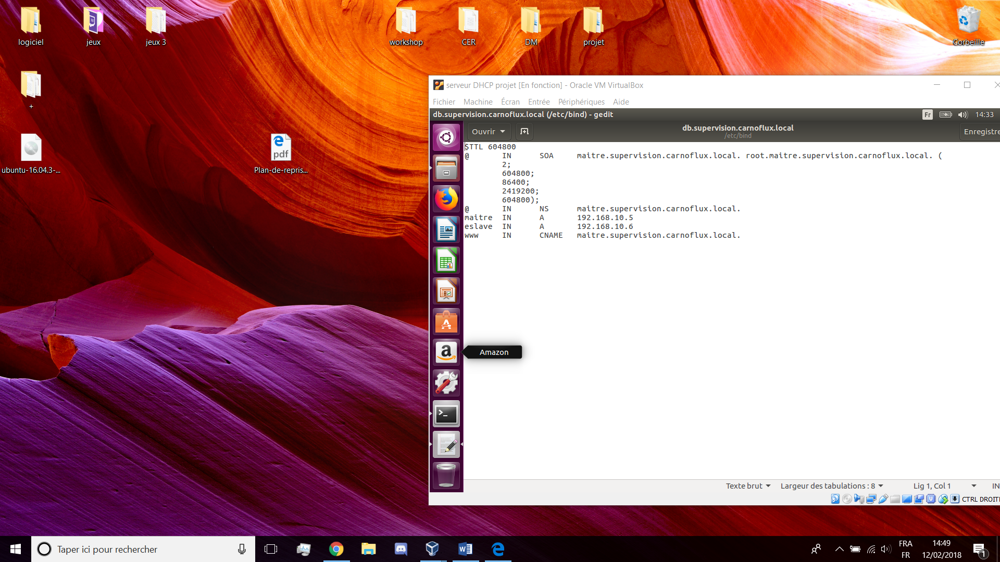 logiciel
jeux
jeux 3
workshop
CER
DM
projet
Corbeille
+
ubuntu-16.04.3-...
pdf
Plan-de-repris...
serveur DHCP projet [En fonction] - Oracle VM VirtualBox
Fichier Machine Écran Entrée Périphériques Aide
db.supervision.carnoflux.local (/etc/bind) - gedit
Fr
14:33
Ouvrir
db.supervision.carnoflux.local
/etc/bind
Enregistre
$TTL 604800
@ IN SOA maitre.supervision.carnoflux.local. root.maitre.supervision.carnoflux.local. (
2;
604800;
86400;
2419200;
604800);
@ IN NS maitre.supervision.carnoflux.local.
maitre IN A 192.168.10.5
eslave IN A 192.168.10.6
www IN CNAME maitre.supervision.carnoflux.local.
Amazon
Texte brut Largeur des tabulations : 8 Lig 1, Col 1 IN
CTRL DROITE
Taper ici pour rechercher
FRA
FR
14:49
12/02/2018
1